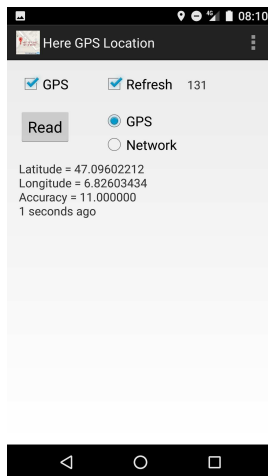 4G 08:10
Here GPS Location
GPS Refresh 131
Read GPS
Network
Latitude = 47.09602212
Longitude = 6.82603434
Accuracy = 11.000000
1 seconds ago